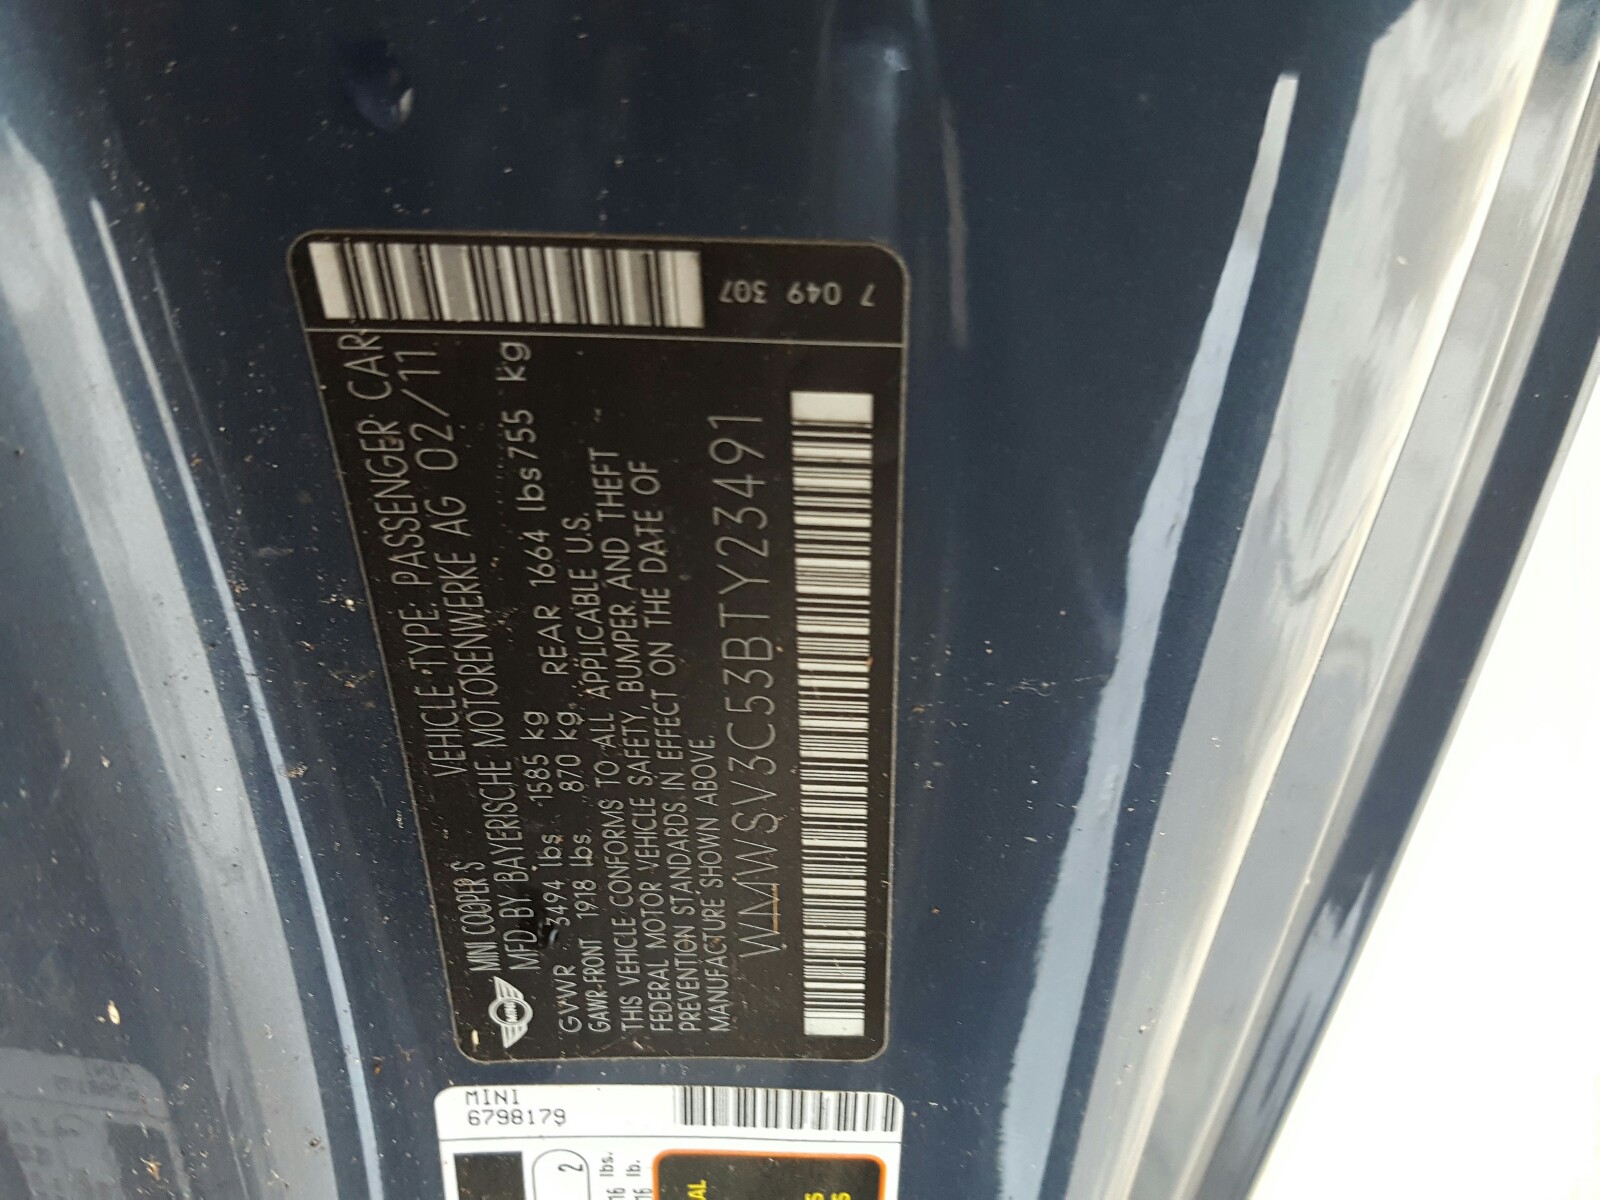 7 049 307
MINI COOPER S VEHICLE-TYPE: PASSENGER CAR
MFD BY BAYERISCHE MOTORENWERKE AG 02/11
GVWR 3494 lbs 1585 kg
GAWR-FRONT 1918 lbs 870 kg REAR 1664 lbs 755 kg
THIS VEHICLE CONFORMS TO ALL APPLICABLE U.S.
FEDERAL MOTOR VEHICLE SAFETY, BUMPER, AND THEFT
PREVENTION STANDARDS IN EFFECT ON THE DATE OF
MANUFACTURE SHOWN ABOVE.
WMWSV3C53BTY23491
MINI
MINI
6798179
2
lbs.
lb.